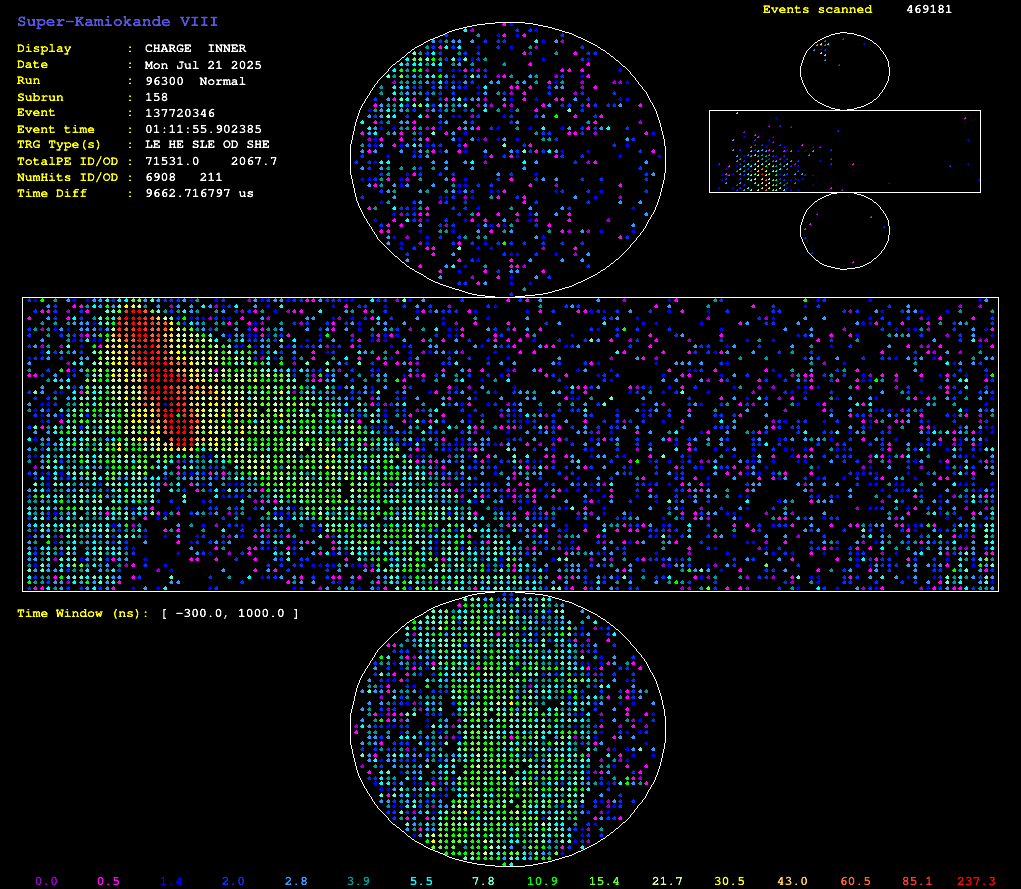 Super-Kamiokande VIII
Events scanned 469181
Display : CHARGE INNER
Date : Mon Jul 21 2025
Run : 96300 Normal
Subrun : 158
Event : 137720346
Event time : 01:11:55.902385
TRG Type(s) : LE HE SLE OD SHE
TotalPE ID/OD : 71531.0 2067.7
NumHits ID/OD : 6908 211
Time Diff : 9662.716797 us
Time Window (ns): [ −300.0, 1000.0 ]
0.0 0.5 1.4 2.0 2.8 3.9 5.5 7.8 10.9 15.4 21.7 30.5 43.0 60.5 85.1 237.3